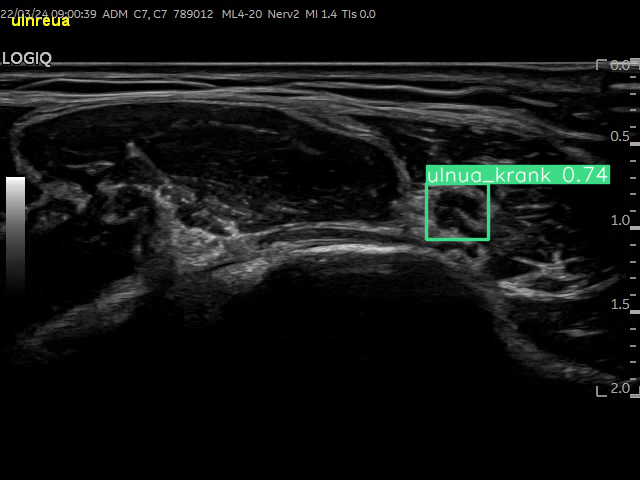 22/03/24 09:00:39 ADM C7, C7 789012 ML4-20 Nerv2 MI 1.4 TIs 0.0
uinreua
LOGIQ
0.0
0.5
ulnua_krank 0.74
1.0
1.5
2.0